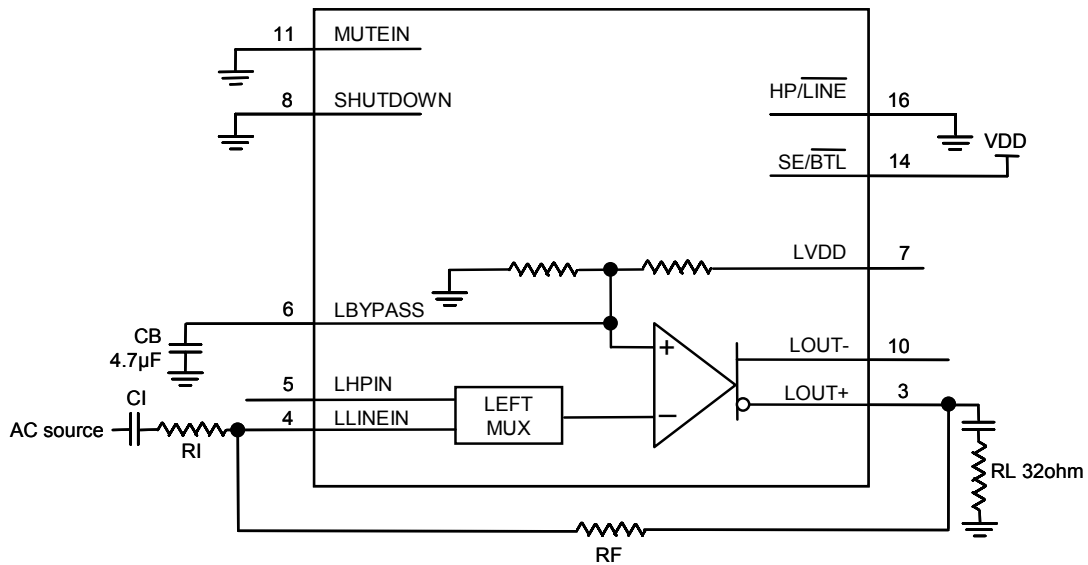 11 MUTEIN
8 SHUTDOWN
HP/LINE 16
VDD
SE/BTL 14
LVDD 7
6 LBYPASS
CB
4.7µF
+
LOUT- 10
5 LHPIN
LOUT+ 3
CI
LEFT
MUX
−
4 LLINEIN
AC source
RI
RL 32ohm
RF